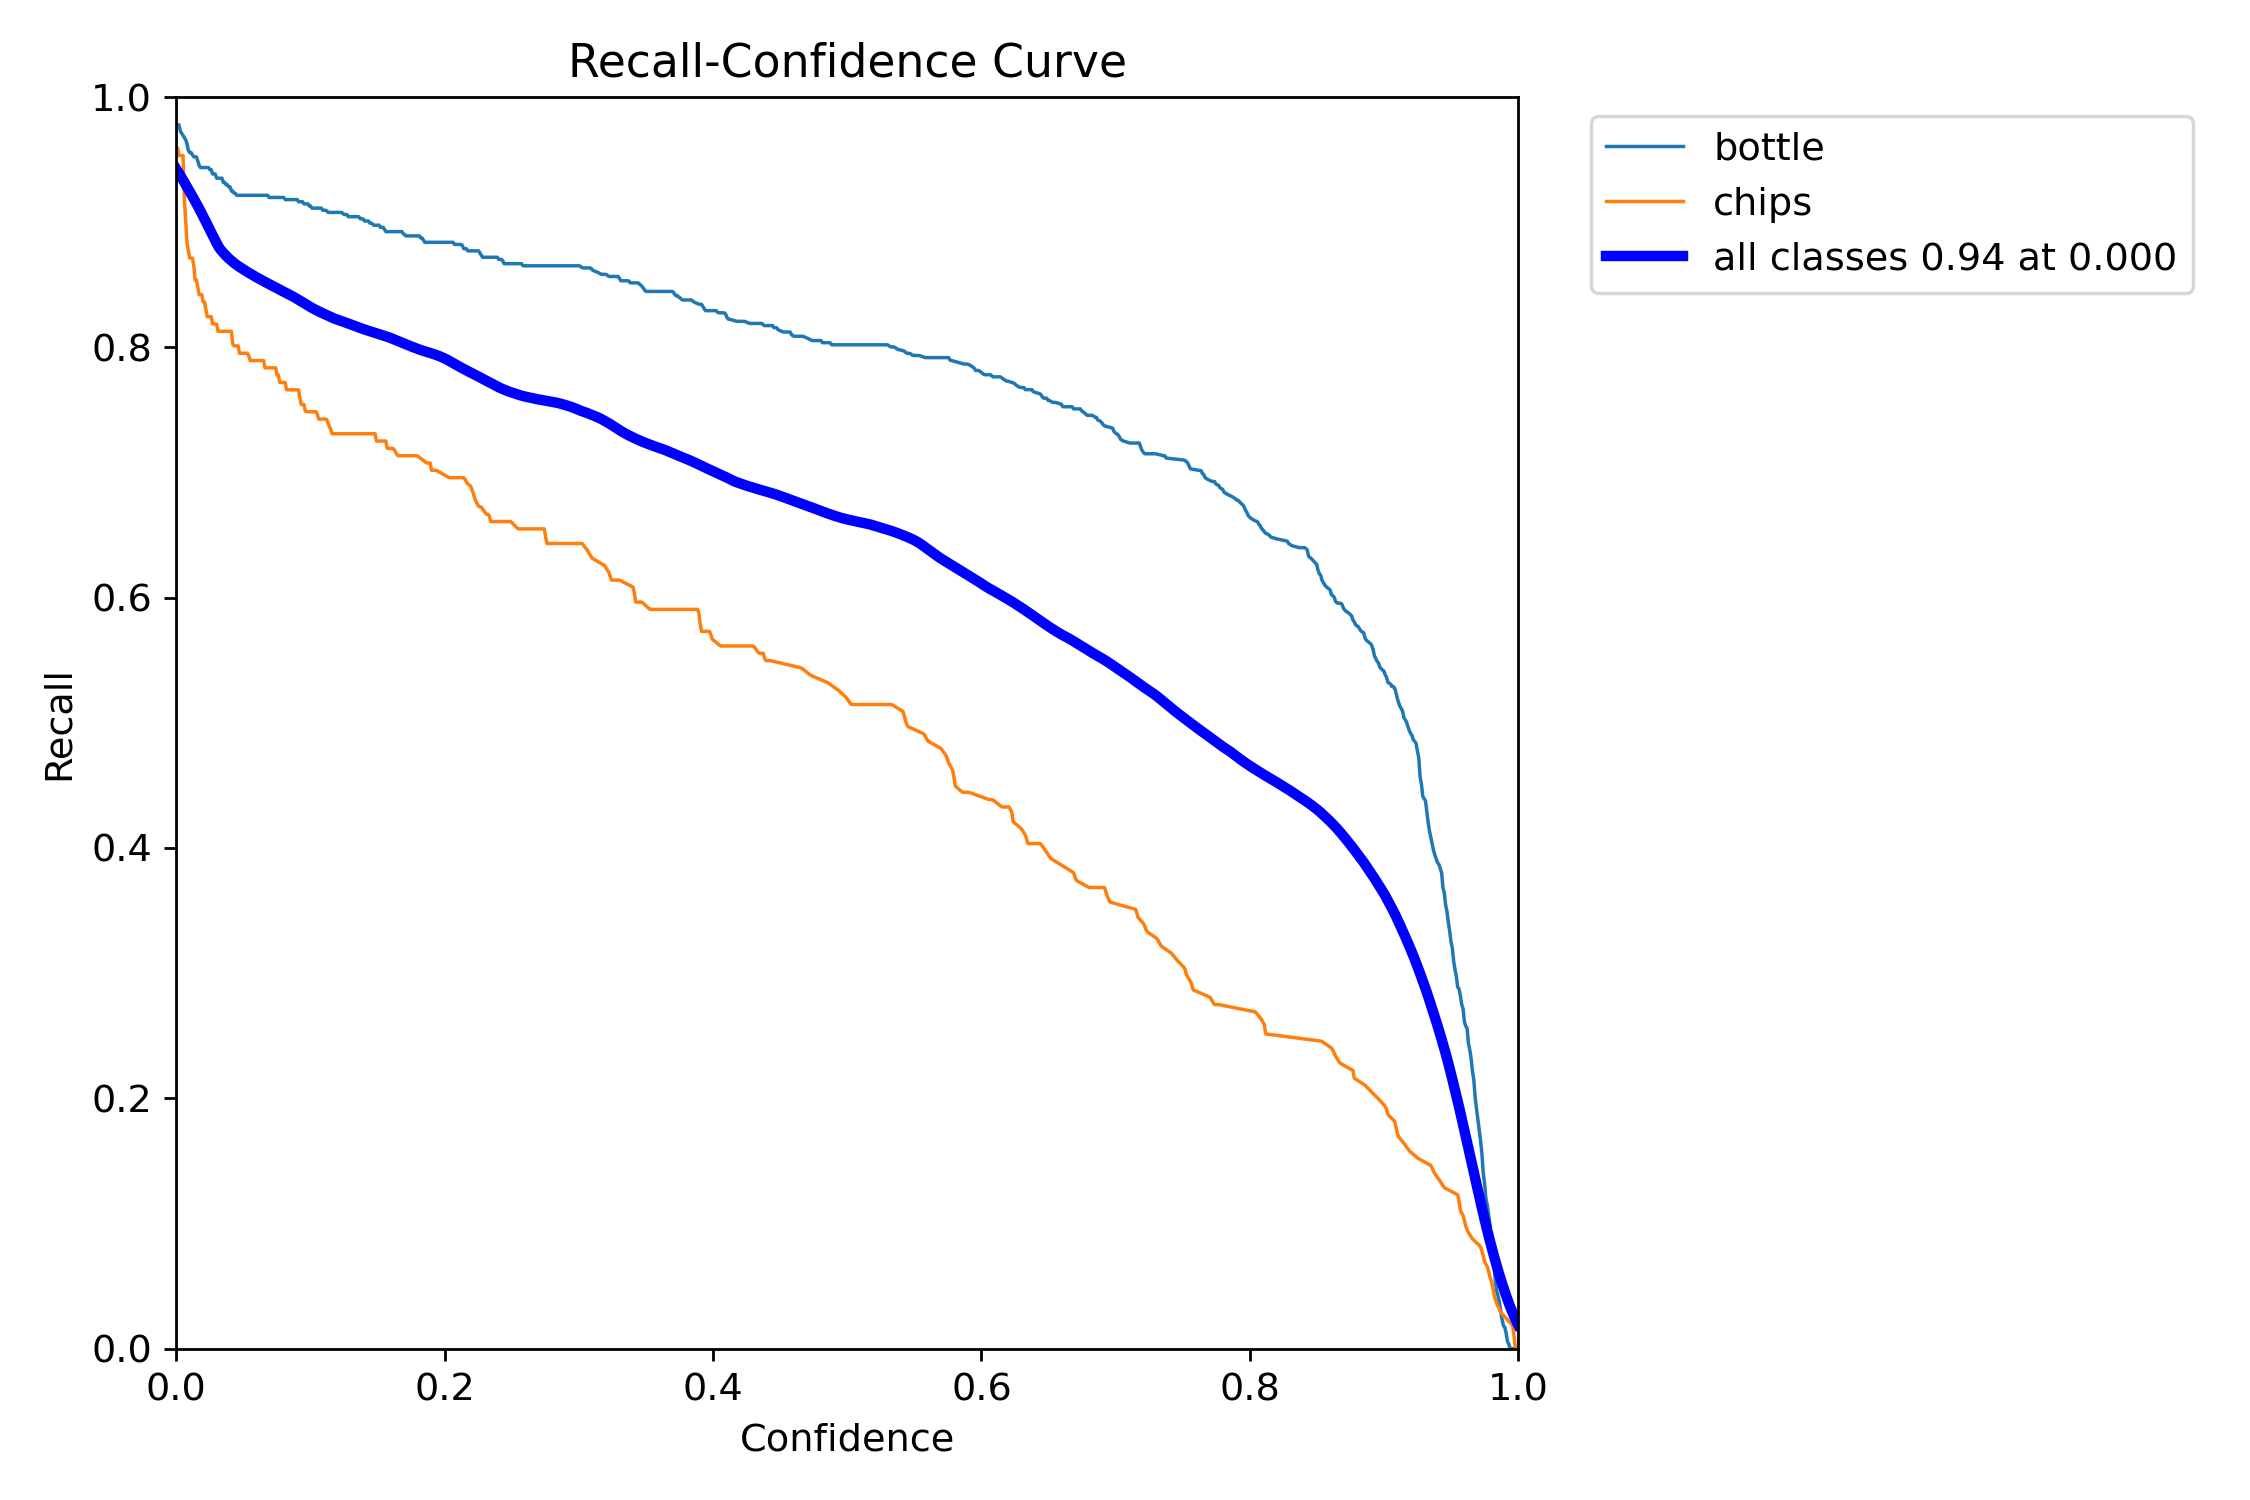 Recall-Confidence Curve
1.0
0.8
0.6
0.4
0.2
0.0
Recall
0.0 0.2 0.4 0.6 0.8 1.0
Confidence
bottle
chips
all classes 0.94 at 0.000